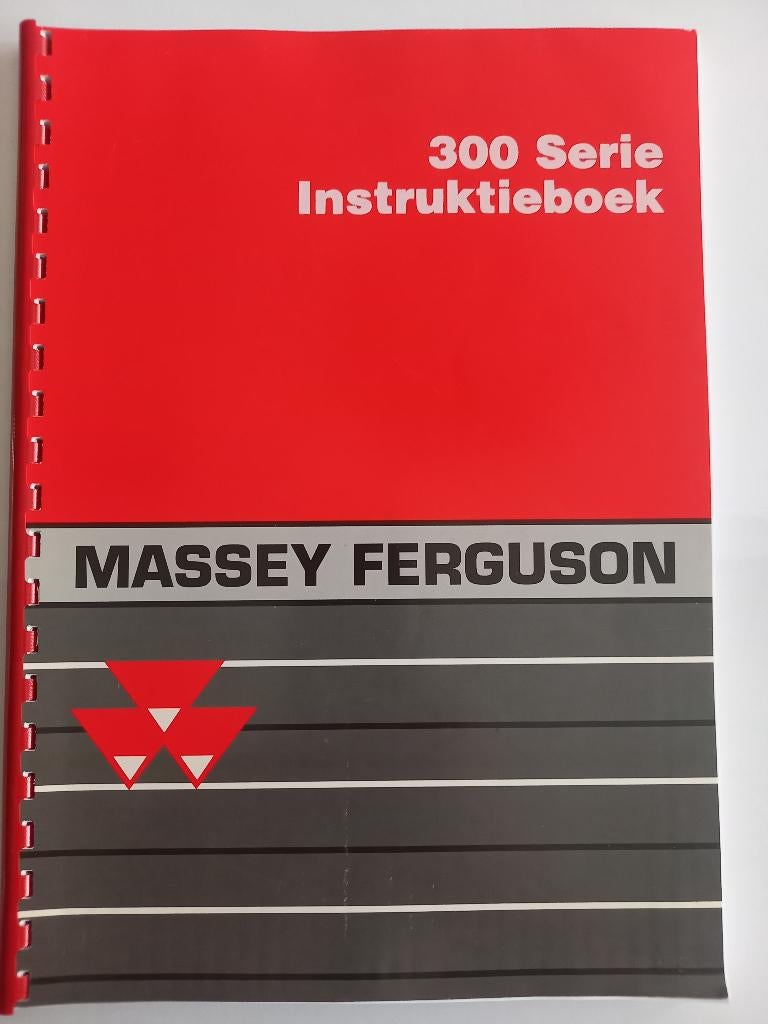 300 Serie
Instruktieboek
MASSEY FERGUSON